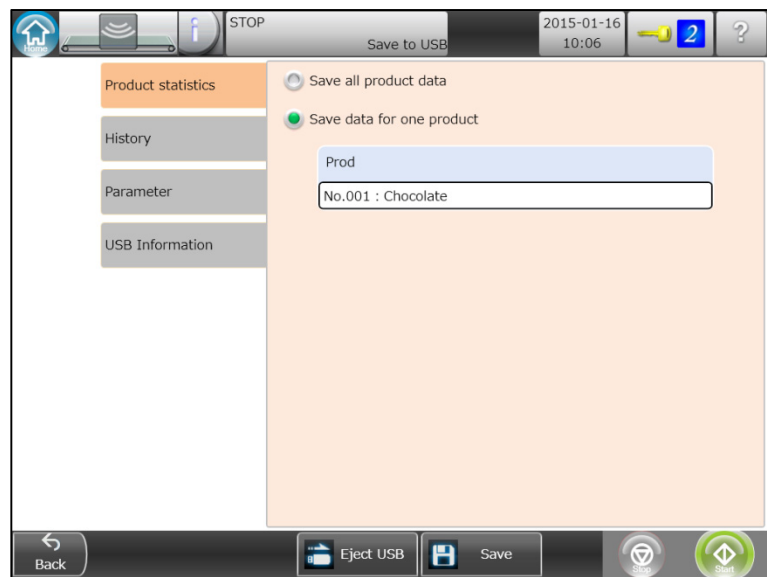 Home
i
STOP
Save to USB
2015-01-16
10:06
2
?
Product statistics
History
Parameter
USB Information
Save all product data
Save data for one product
Prod
No.001 : Chocolate
Back
Eject USB
Save
Stop
Start